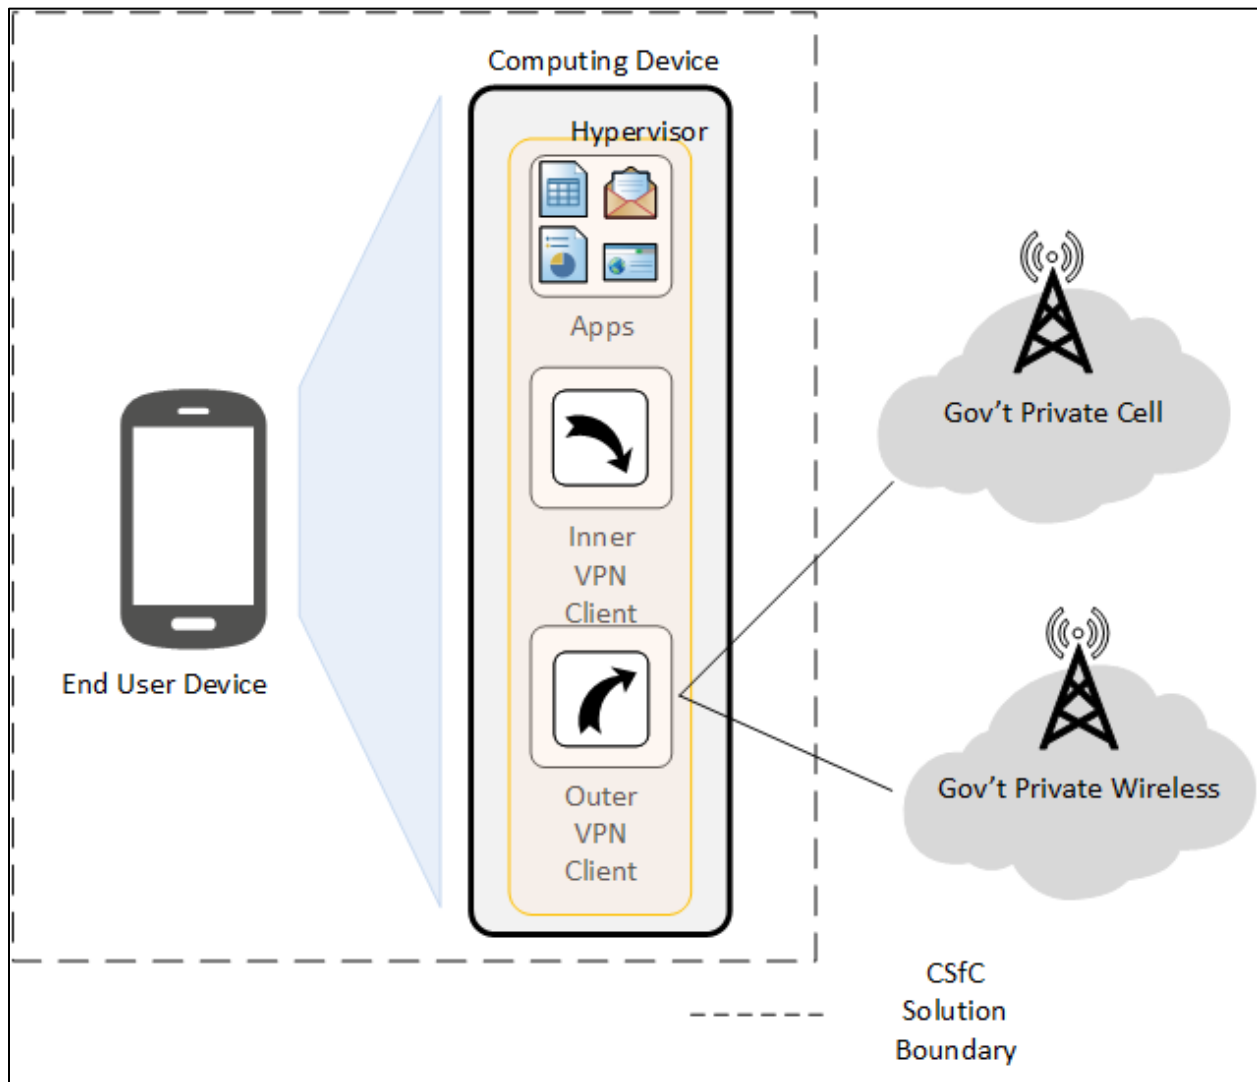 Computing Device
Hypervisor
Apps
Inner
VPN
Client
Outer
VPN
Client
End User Device
Gov't Private Cell
Gov't Private Wireless
CSfC
Solution
Boundary